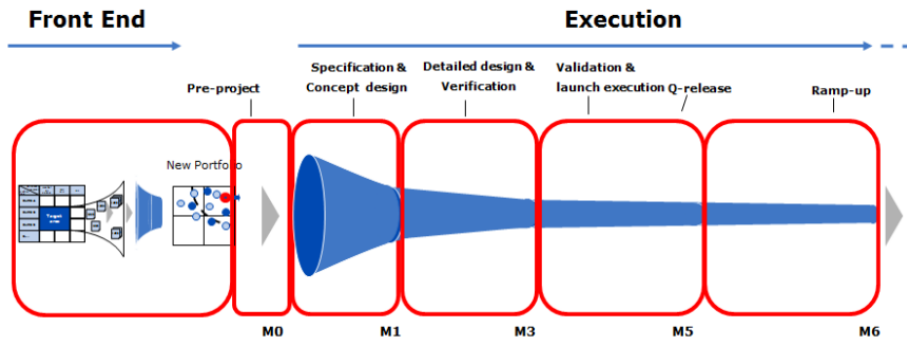 Front End
Execution
Pre-project
Specification &
Concept design
Detailed design &
Verification
Validation &
launch execution
Q-release
Ramp-up
New Portfolio
Target
M0
M1
M3
M5
M6